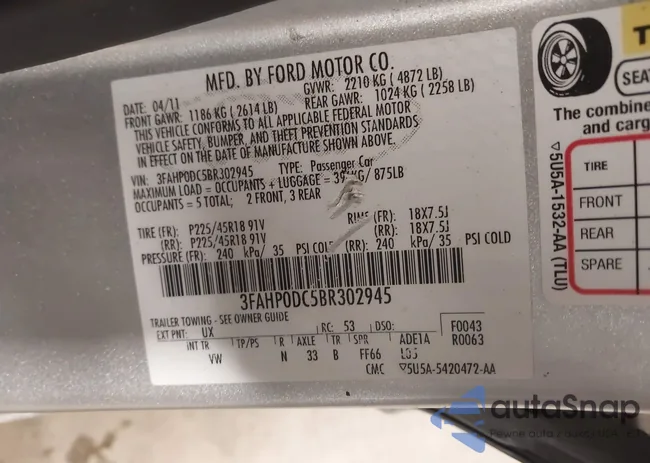 MFD. BY FORD MOTOR CO.
DATE: 04/11 GVWR: 2210 KG ( 4872 LB)
FRONT GAWR: 1186 KG ( 2614 LB) REAR GAWR: 1024 KG ( 2258 LB)
THIS VEHICLE CONFORMS TO ALL APPLICABLE FEDERAL MOTOR
VEHICLE SAFETY, BUMPER, AND THEFT PREVENTION STANDARDS
IN EFFECT ON THE DATE OF MANUFACTURE SHOWN ABOVE.
VIN: 3FAHP0DC5BR302945 TYPE: Passenger Car
MAXIMUM LOAD = OCCUPANTS + LUGGAGE = KG/ 875LB
OCCUPANTS = 5 TOTAL; 2 FRONT, 3 REAR
TIRE (FR): P225/45R18 91V RIMS (FR): 18X7.5J
(RR): P225/45R18 91V (RR): 18X7.5J
PRESSURE (FR): 240 kPa/ 35 PSI COLD (RR): 240 kPa/ 35 PSI COLD
3FAHP0DC5BR302945
TRAILER TOWING - SEE OWNER GUIDE
EXT PNT: UX RC: 53 DSO: F0043
INT TR TP/PS R AXLE TR SPR ADE1A R0063
VW N 33 B FF66
CMC ▽5U5A-5420472-AA
T
SEA
The combine
and carg
TIRE
FRONT
REAR
SPARE
▽5U5A-1532-AA (TLU)
autoSnap
Pewne auta z aukcji USA